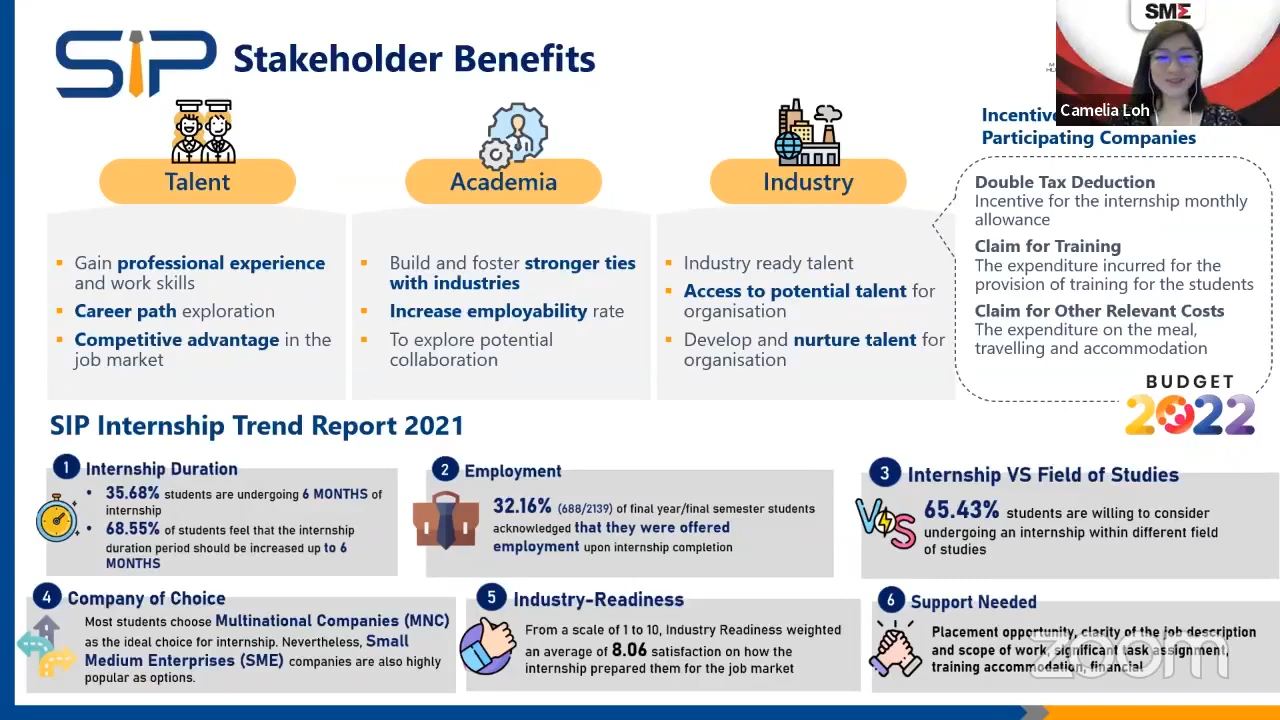 SIP Stakeholder Benefits
SME
Camelia Loh
Talent
Gain professional experience
and work skills
Career path exploration
Competitive advantage in the
job market
Academia
Build and foster stronger ties
with industries
Increase employability rate
To explore potential
collaboration
Industry
Industry ready talent
Access to potential talent for
organisation
Develop and nurture talent for
organisation
Participating Companies
Double Tax Deduction
Incentive for the internship monthly
allowance
Claim for Training
The expenditure incurred for the
provision of training for the students
Claim for Other Relevant Costs
The expenditure on the meal,
travelling and accommodation
BUDGET
2022
SIP Internship Trend Report 2021
1 Internship Duration
35.68% students are undergoing 6 MONTHS of
internship
68.55% of students feel that the internship
duration period should be increased up to 6
MONTHS
2 Employment
32.16% (688/2139) of final year/final semester students
acknowledged that they were offered
employment upon internship completion
3 Internship VS Field of Studies
VS
65.43% students are willing to consider
undergoing an internship within different field
of studies
4 Company of Choice
Most students choose Multinational Companies (MNC)
as the ideal choice for internship. Nevertheless, Small
Medium Enterprises (SME) companies are also highly
popular as options.
5 Industry-Readiness
From a scale of 1 to 10, Industry Readiness weighted
an average of 8.06 satisfaction on how the
internship prepared them for the job market
6 Support Needed
Placement opportunity, clarity of the job description
and scope of work, significant task assignment,
training accommodation, financial
zoom